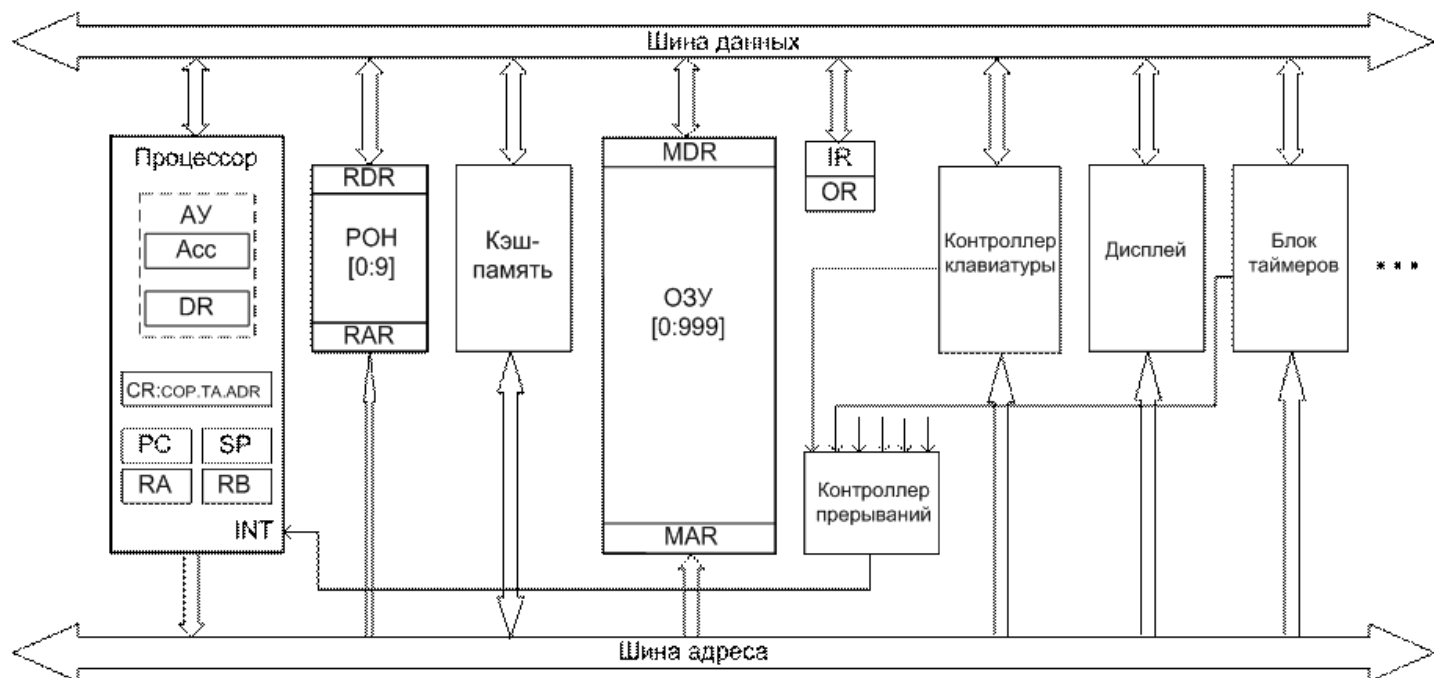 Шина данных
Процессор
АУ
Acc
DR
CR:COP.TA.ADR
PC
SP
RA
RB
INT
RDR
РОН
[0:9]
RAR
Кэш-
память
MDR
ОЗУ
[0:999]
MAR
IR
OR
Контроллер
клавиатуры
Дисплей
Блок
таймеров
Контроллер
прерываний
Шина адреса